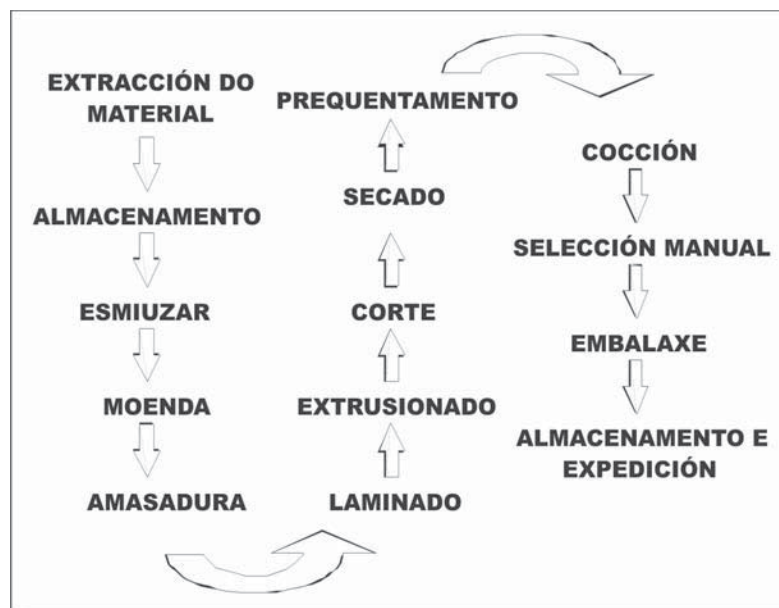 EXTRACCIÓN DO
MATERIAL
ALMACENAMENTO
ESMIUZAR
MOENDA
AMASADURA
LAMINADO
EXTRUSIONADO
CORTE
SECADO
PREQUENTAMENTO
COCCIÓN
SELECCIÓN MANUAL
EMBALAXE
ALMACENAMENTO E
EXPEDICIÓN